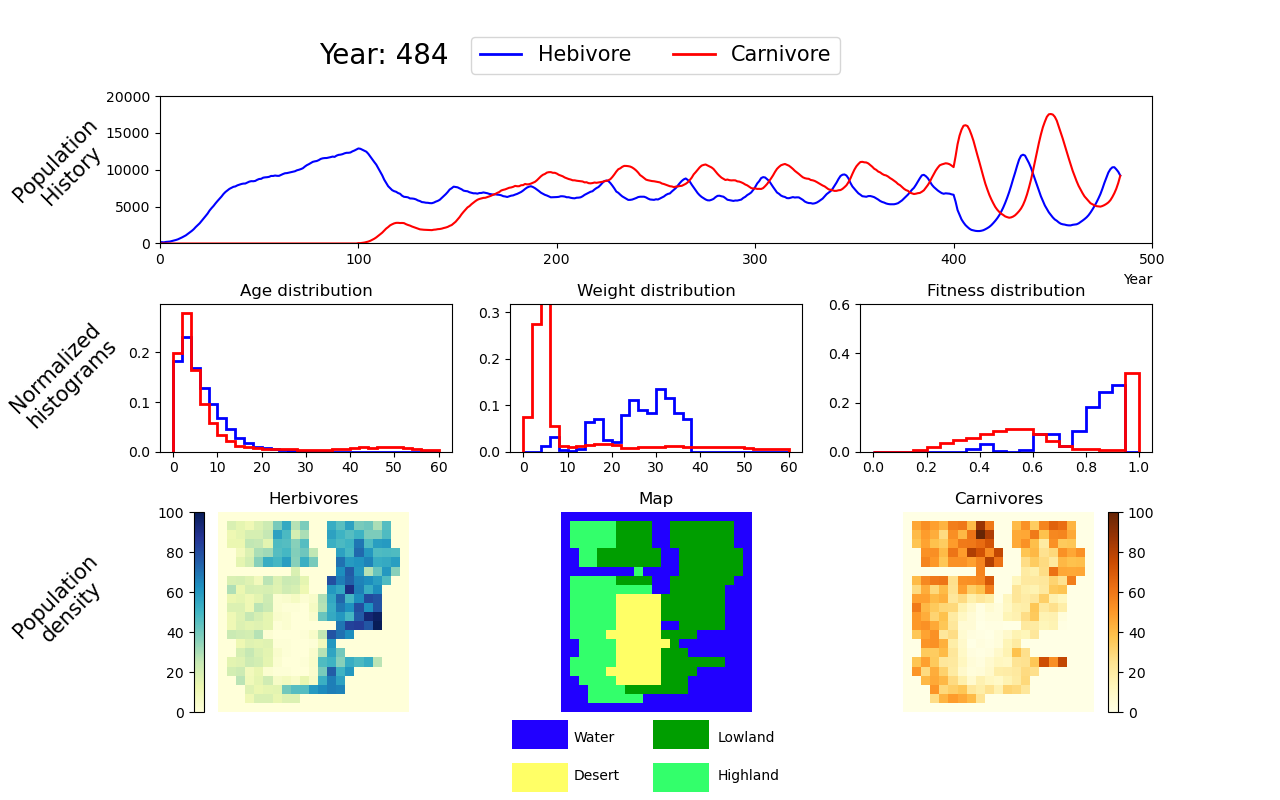 Year: 484
Hebivore
Carnivore
Population
History
20000
15000
10000
5000
0
0 100 200 300 400 500
Year
Normalized
histograms
Age distribution
0.2
0.1
0.0
0 10 20 30 40 50 60
Weight distribution
0.3
0.2
0.1
0.0
0 10 20 30 40 50 60
Fitness distribution
0.6
0.4
0.2
0.0
0.0 0.2 0.4 0.6 0.8 1.0
Population
density
Herbivores
100
80
60
40
20
0
Map
Carnivores
100
80
60
40
20
0
Water
Lowland
Desert
Highland